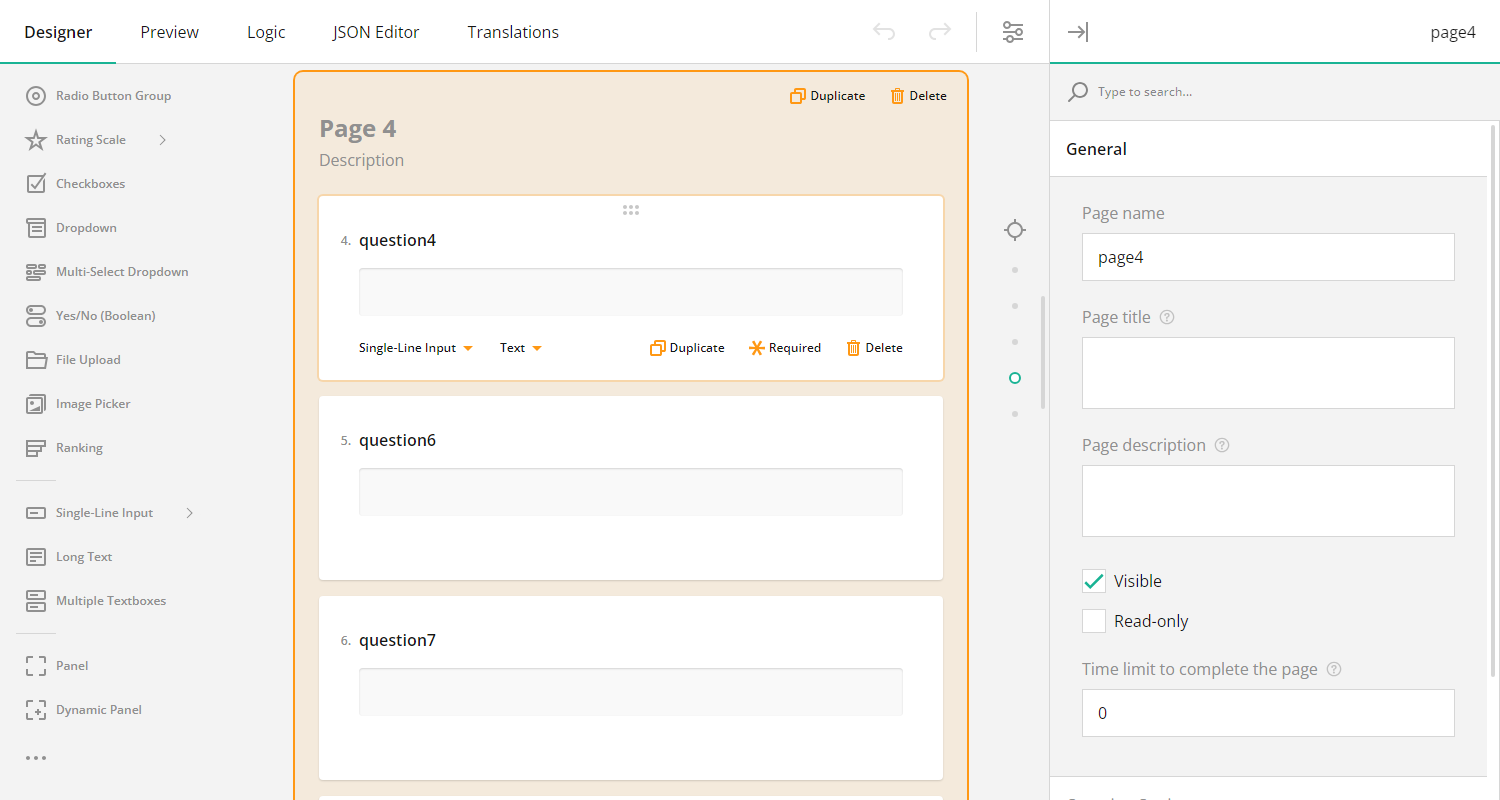 Designer
Preview
Logic
JSON Editor
Translations
page4
Radio Button Group
Rating Scale
Checkboxes
Dropdown
Multi-Select Dropdown
Yes/No (Boolean)
File Upload
Image Picker
Ranking
Single-Line Input
Long Text
Multiple Textboxes
Panel
Dynamic Panel
Duplicate
Delete
Page 4
Description
4. question4
Single-Line Input
Text
Duplicate
Required
Delete
5. question6
6. question7
Type to search...
General
Page name
page4
Page title
Page description
Visible
Read-only
Time limit to complete the page
0